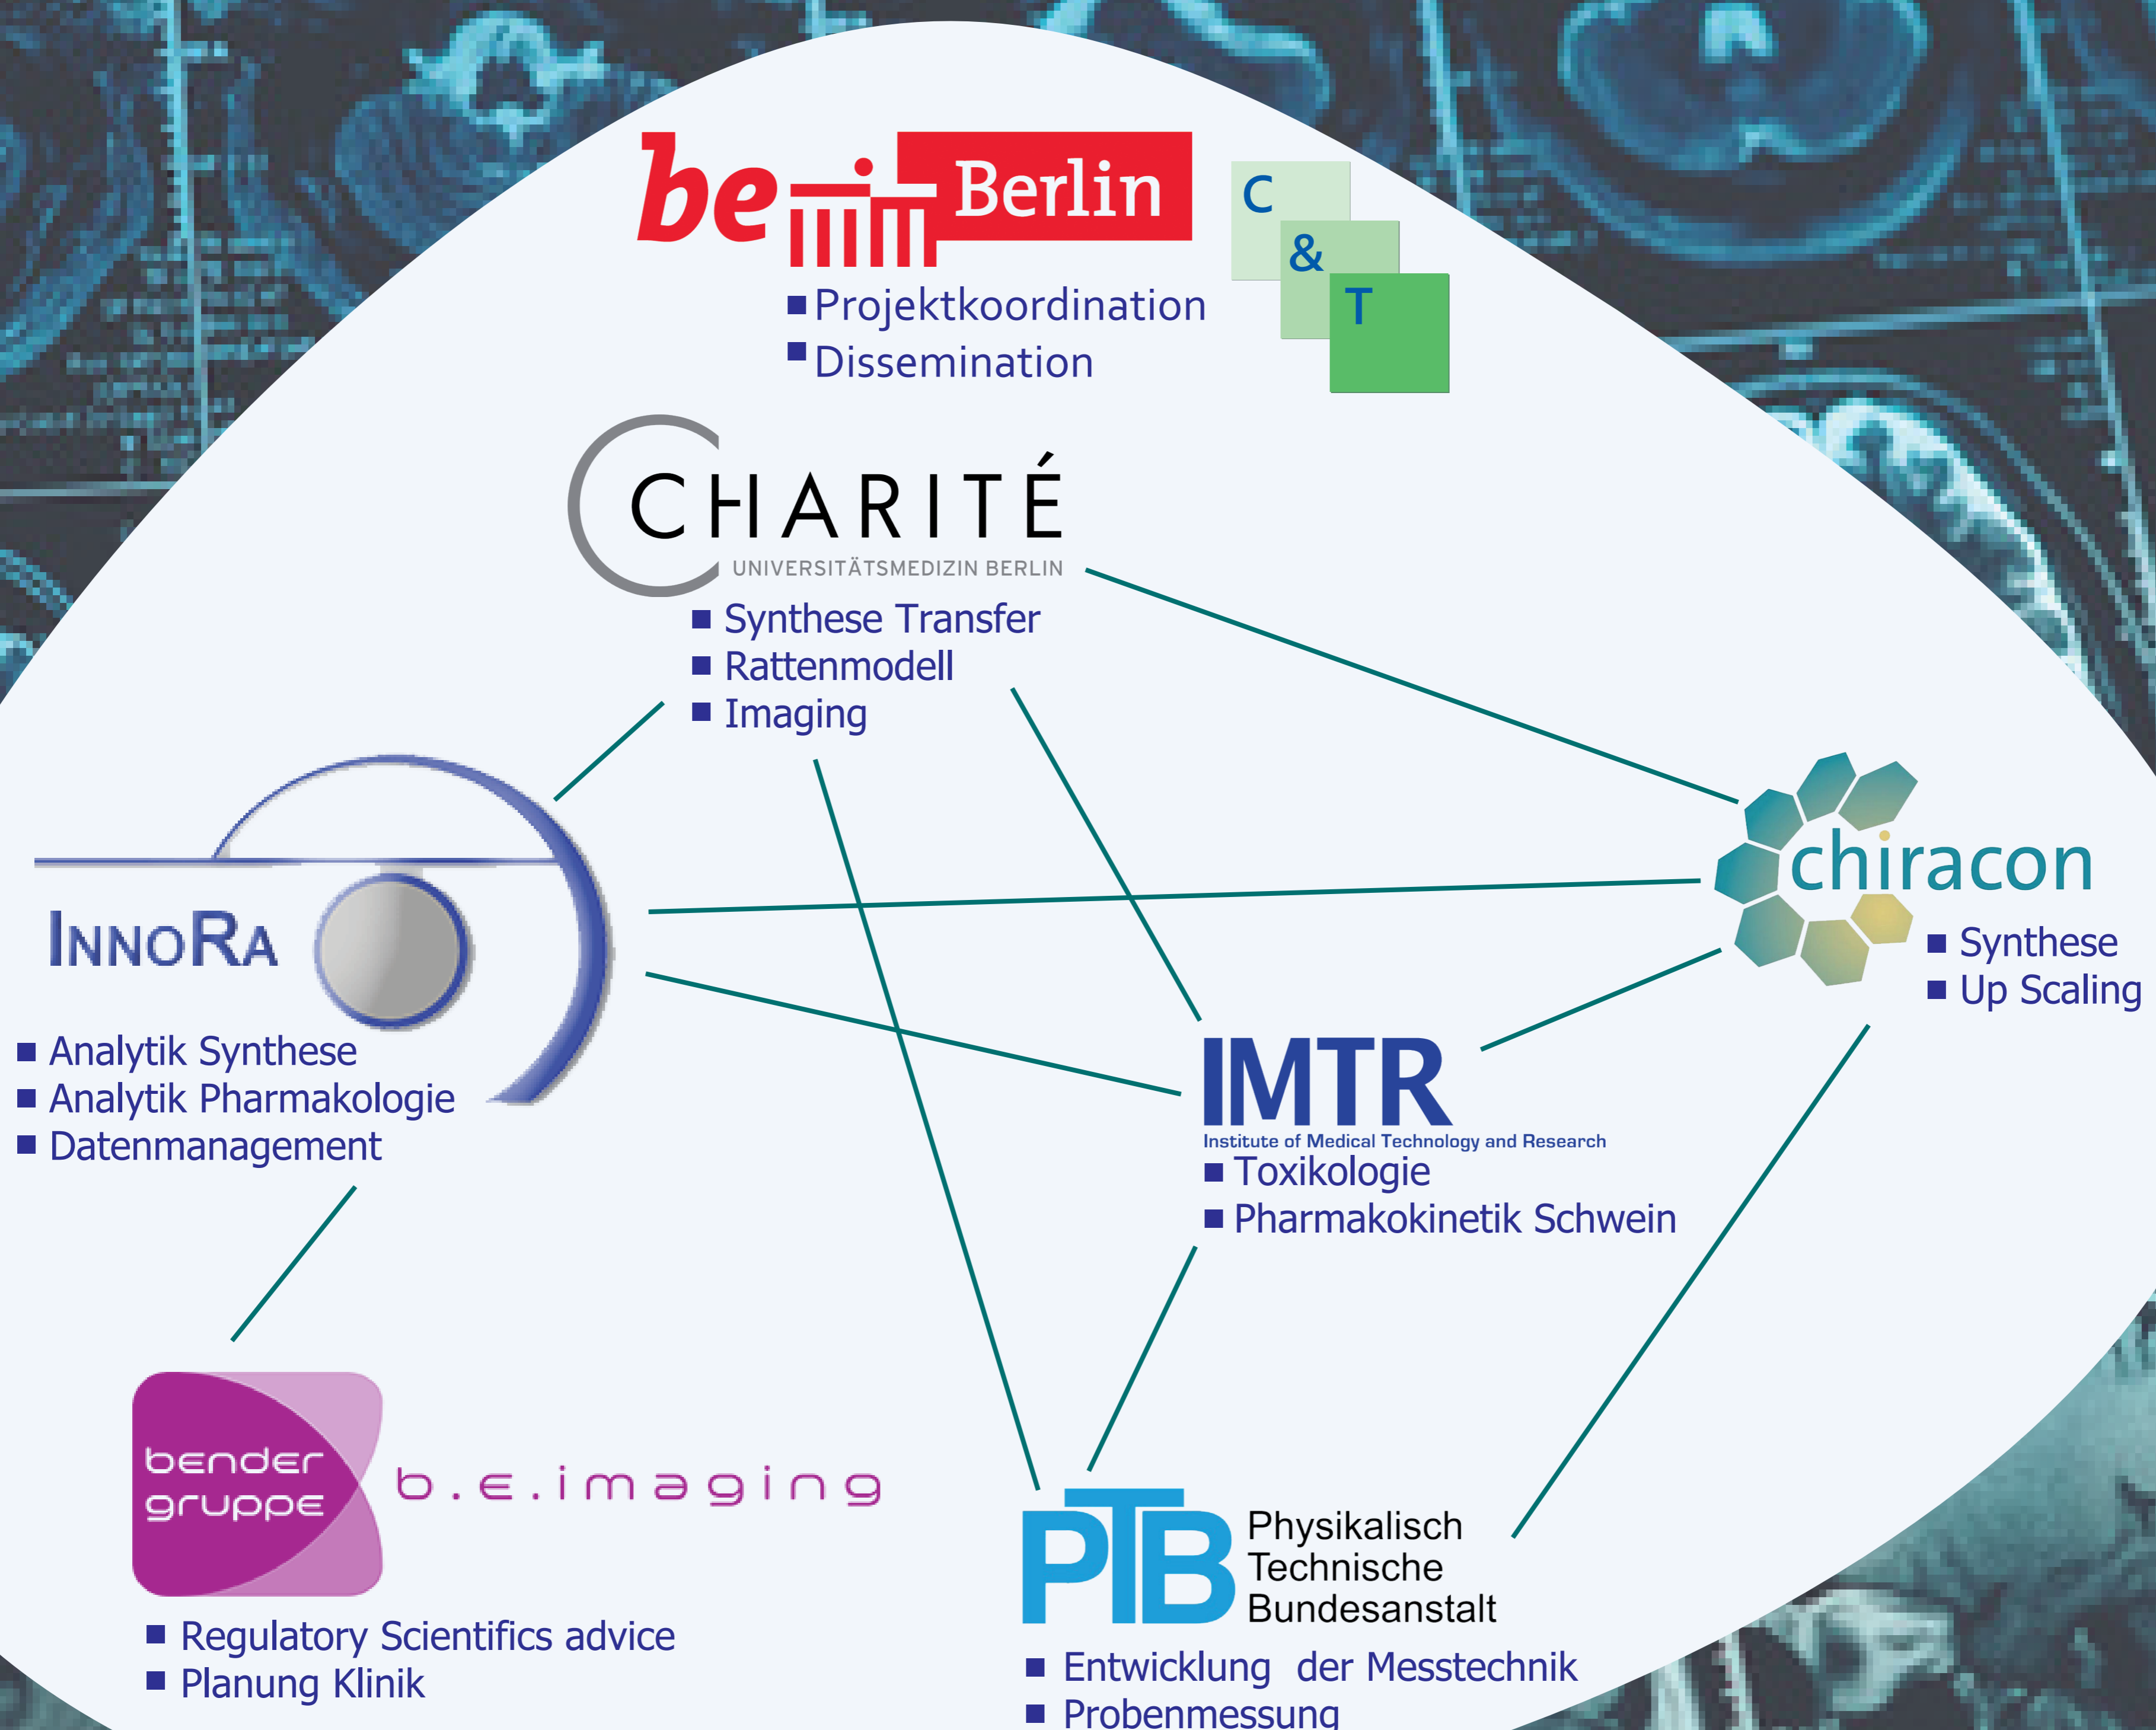 be Berlin
C
&
T
■ Projektkoordination
■ Dissemination
CHARITÉ
UNIVERSITÄTSMEDIZIN BERLIN
■ Synthese Transfer
■ Rattenmodell
■ Imaging
chiracon
■ Synthese
■ Up Scaling
INNORA
■ Analytik Synthese
■ Analytik Pharmakologie
■ Datenmanagement
IMTR
Institute of Medical Technology and Research
■ Toxikologie
■ Pharmakokinetik Schwein
bender
gruppe
b.e.imaging
■ Regulatory Scientifics advice
■ Planung Klinik
PTB
Physikalisch
Technische
Bundesanstalt
■ Entwicklung der Messtechnik
■ Probenmessung